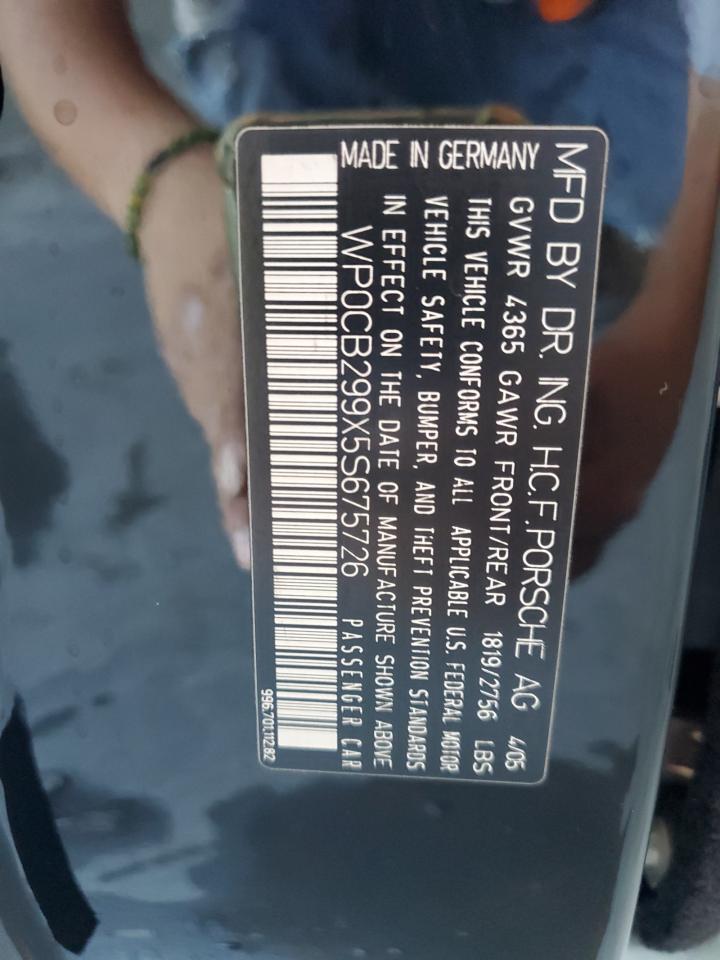 MFD BY DR. ING. H.C.F. PORSCHE AG 4/05
GVWR 4365 GAWR FRONT/REAR 1819/2756 LBS
THIS VEHICLE CONFORMS TO ALL APPLICABLE U.S. FEDERAL MOTOR
VEHICLE SAFETY, BUMPER, AND THEFT PREVENTION STANDARDS
IN EFFECT ON THE DATE OF MANUFACTURE SHOWN ABOVE
MADE IN GERMANY WP0CB299X5S675726 PASSENGER CAR
996.701.112.82